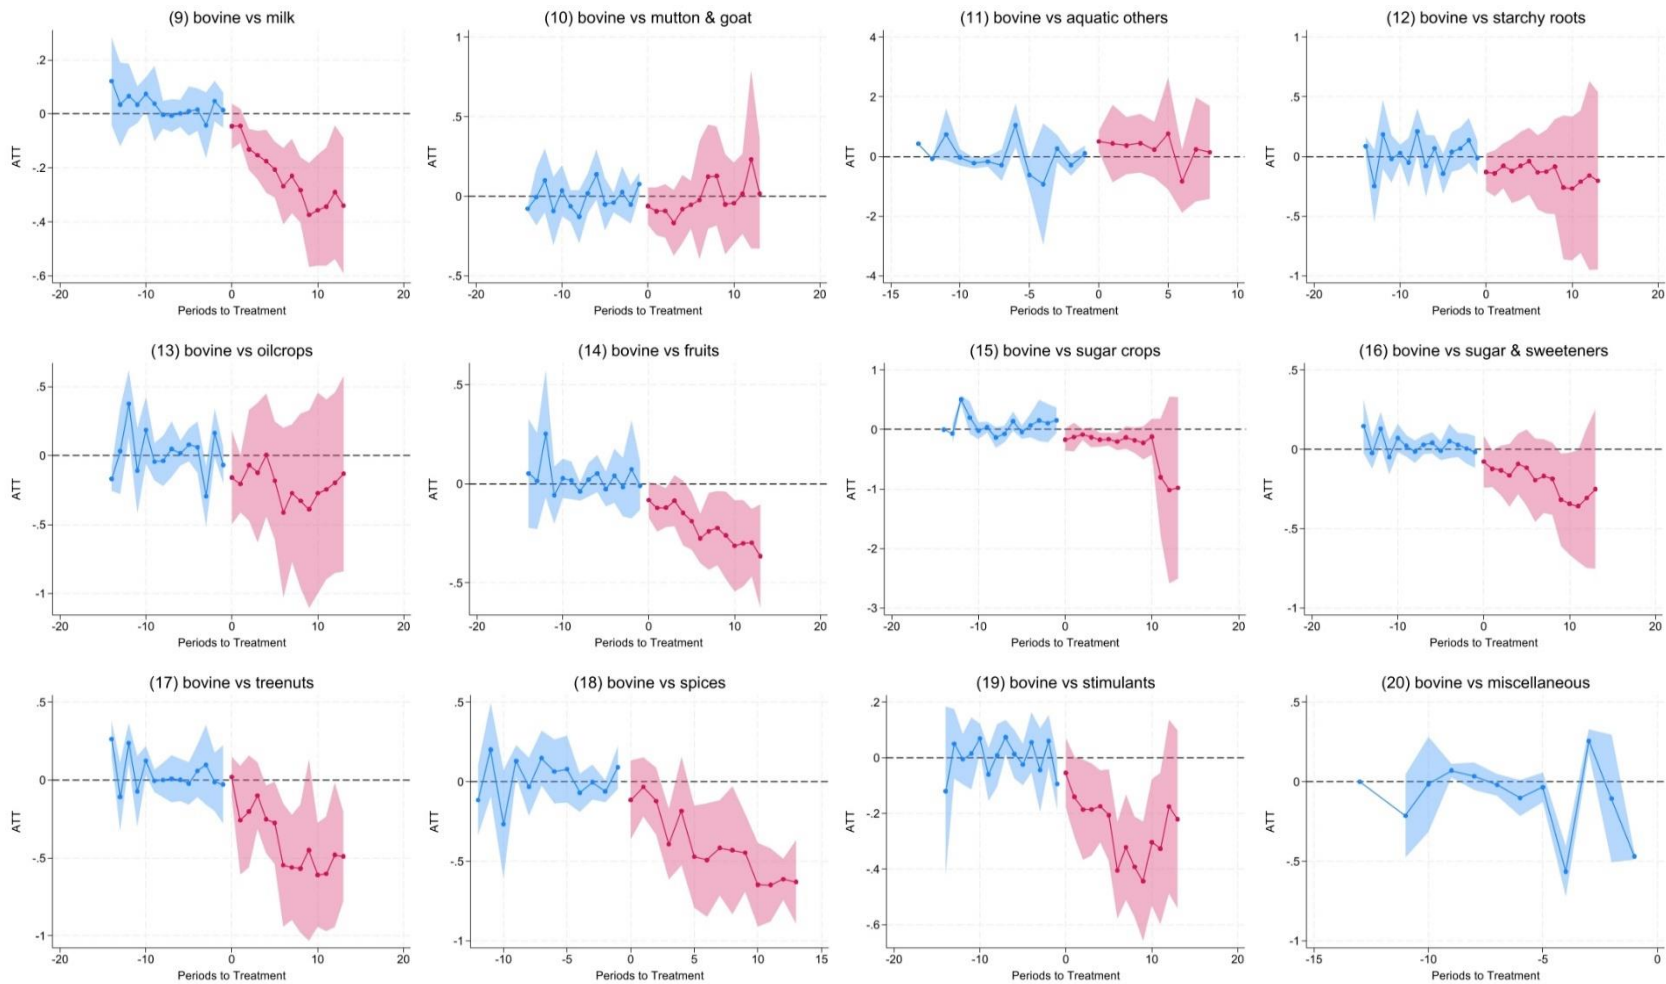 (9) bovine vs milk
.2
0
-.2
-.4
-.6
ATT
-20 -10 0 10 20
Periods to Treatment
(10) bovine vs mutton & goat
1
.5
0
-.5
ATT
-20 -10 0 10 20
Periods to Treatment
(11) bovine vs aquatic others
4
2
0
-2
-4
ATT
-15 -10 -5 0 5 10
Periods to Treatment
(12) bovine vs starchy roots
1
.5
0
-.5
-1
ATT
-20 -10 0 10 20
Periods to Treatment
(13) bovine vs oilcrops
.5
0
-.5
-1
ATT
-20 -10 0 10 20
Periods to Treatment
(14) bovine vs fruits
.5
0
-.5
ATT
-20 -10 0 10 20
Periods to Treatment
(15) bovine vs sugar crops
1
0
-1
-2
-3
ATT
-20 -10 0 10 20
Periods to Treatment
(16) bovine vs sugar & sweeteners
.5
0
-.5
-1
ATT
-20 -10 0 10 20
Periods to Treatment
(17) bovine vs treenuts
.5
0
-.5
-1
ATT
-20 -10 0 10 20
Periods to Treatment
(18) bovine vs spices
.5
0
-.5
-1
ATT
-10 -5 0 5 10 15
Periods to Treatment
(19) bovine vs stimulants
.2
0
-.2
-.4
-.6
ATT
-20 -10 0 10 20
Periods to Treatment
(20) bovine vs miscellaneous
.5
0
-.5
-1
ATT
-15 -10 -5 0
Periods to Treatment